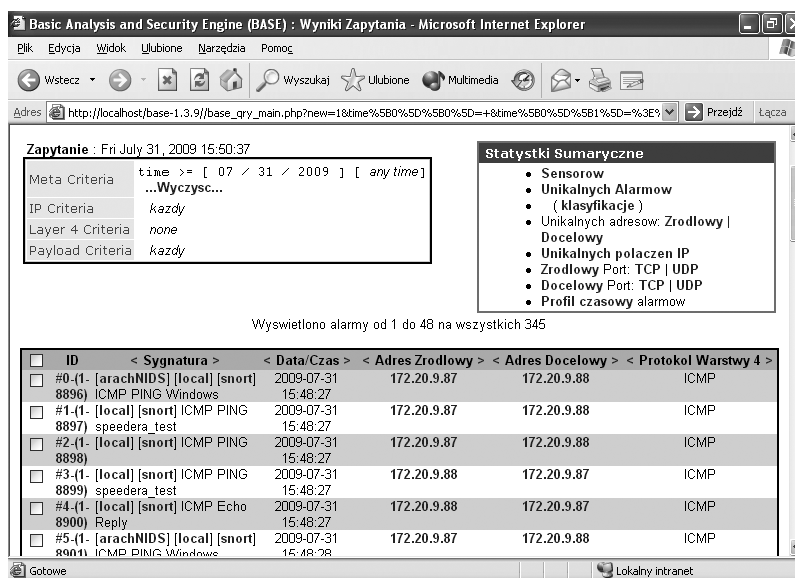 Basic Analysis and Security Engine (BASE) : Wyniki Zapytania - Microsoft Internet Explorer
Plik Edycja Widok Ulubione Narzędzia Pomoc
Wstecz Wyszukaj Ulubione Multimedia
Adres http://localhost/base-1.3.9//base_qry_main.php?new=1&time%5B0%5D%5B0%5D=+&time%5B0%5D%5B1%5D=%3E% Przejdź Łącza
Zapytanie : Fri July 31, 2009 15:50:37
Meta Criteria time >= [ 07 / 31 / 2009 ] [ any time]
...Wyczysc...
IP Criteria kazdy
Layer 4 Criteria none
Payload Criteria kazdy
Statystki Sumaryczne
Sensorow
Unikalnych Alarmow
( klasyfikacje )
Unikalnych adresow: Zrodlowy |
Docelowy
Unikalnych polaczen IP
Zrodlowy Port: TCP | UDP
Docelowy Port: TCP | UDP
Profil czasowy alarmow
Wyswietlono alarmy od 1 do 48 na wszystkich 345
ID < Sygnatura > < Data/Czas > < Adres Zrodlowy > < Adres Docelowy > < Protokol Warstwy 4 >
#0-(1- [arachNIDS] [local] [snort] 2009-07-31 172.20.9.87 172.20.9.88 ICMP
8896) ICMP PING Windows 15:48:27
#1-(1- [local] [snort] ICMP PING 2009-07-31 172.20.9.87 172.20.9.88 ICMP
8897) speedera_test 15:48:27
#2-(1- [local] [snort] 2009-07-31 172.20.9.87 172.20.9.88 ICMP
8898) 15:48:27
#3-(1- [local] [snort] ICMP PING 2009-07-31 172.20.9.88 172.20.9.87 ICMP
8899) speedera_test 15:48:27
#4-(1- [local] [snort] ICMP Echo 2009-07-31 172.20.9.88 172.20.9.87 ICMP
8900) Reply 15:48:27
#5-(1- [arachNIDS] [local] [snort] 2009-07-31 172.20.9.87 172.20.9.88 ICMP
8901) ICMP PING Windows 15:48:28
Gotowe Lokalny intranet